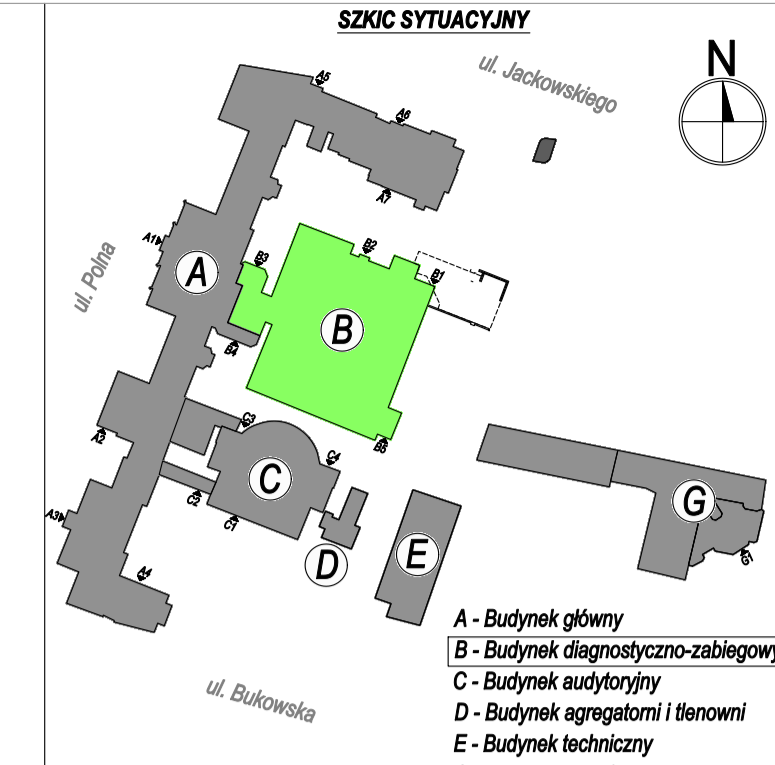 SZKIC SYTUACYJNY
ul. Jackowskiego
N
A5
A6
A7
A1
ul. Polna
A
B3
B2
B1
B
B4
B5
A2
C3
C4
C
C2
C1
A3
A4
D
E
G
G1
A - Budynek główny
B - Budynek diagnostyczno-zabiegowy
C - Budynek audytoryjny
D - Budynek agregatorni i tlenowni
E - Budynek techniczny
ul. Bukowska